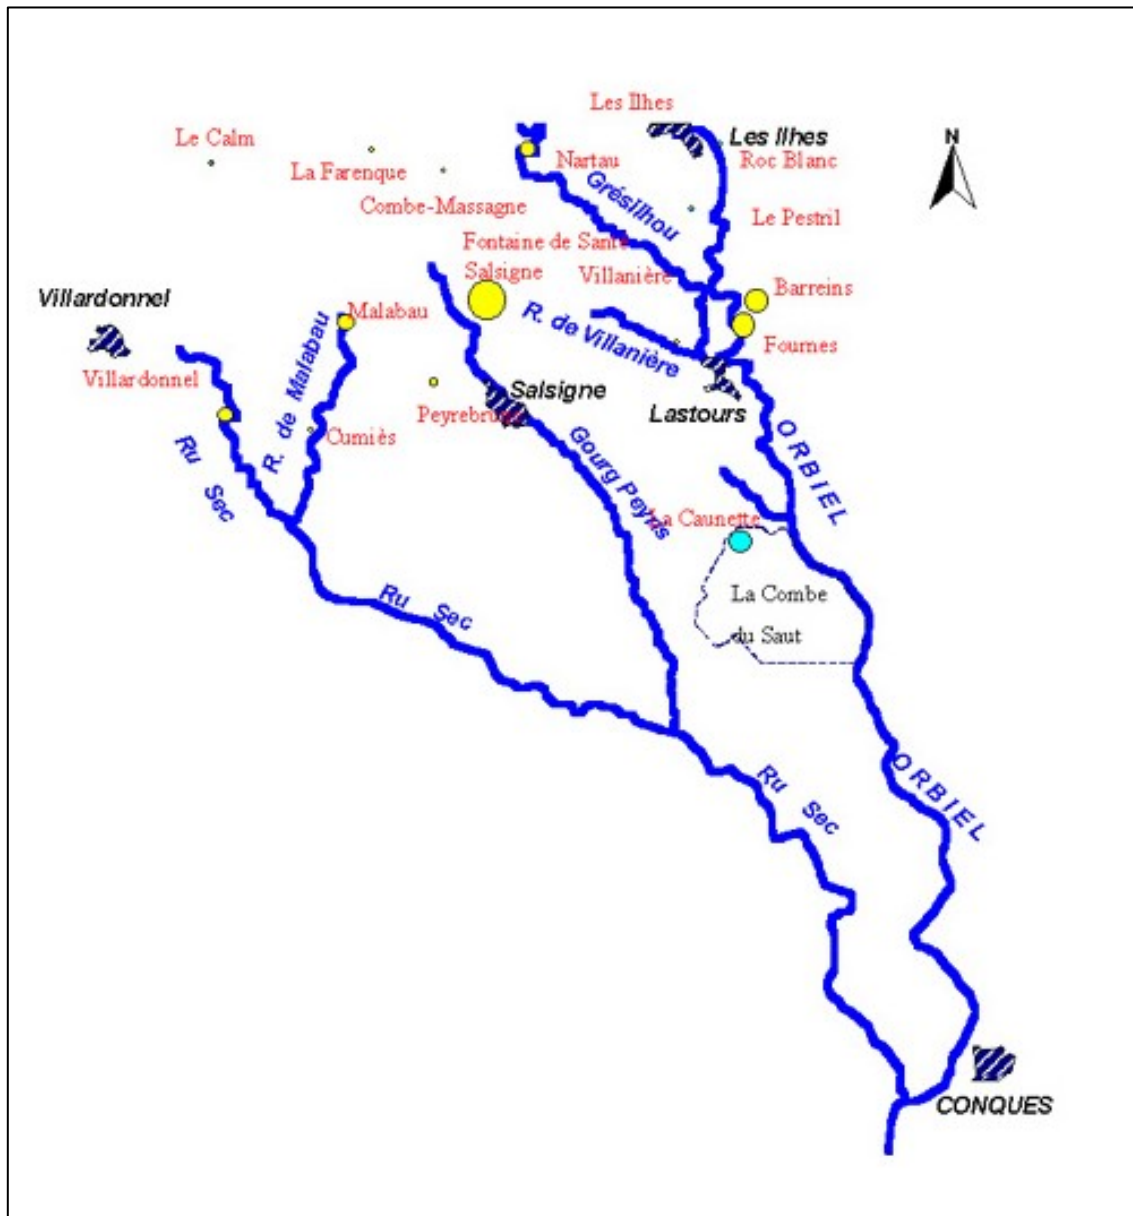 Les Ilhes
Les Ilhes
N
Le Calm
La Farenque
Nartau
Roc Blanc
Combe-Massagne
Grésilhou
Le Pestril
Fontaine de Santé
Salsigne
Villanière
Barreins
Villardonnel
Malabau
R. de Villanière
Fournes
R. de Malabau
Villardonnel
Salsigne
Peyrebrune
Lastours
Cumiès
Ru Sec
Gourg Peyris
ORBIEL
La Caunette
La Combe
du Saut
Ru Sec
ORBIEL
Ru Sec
CONQUES